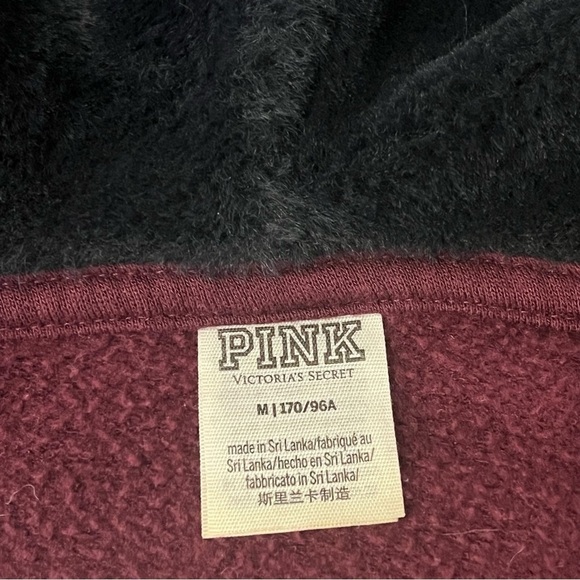 PINK
VICTORIA'S SECRET
M | 170/96A
made in Sri Lanka/fabriqué au
Sri Lanka/hecho en Sri Lanka/
fabbricato in Sri Lanka/
斯里兰卡制造